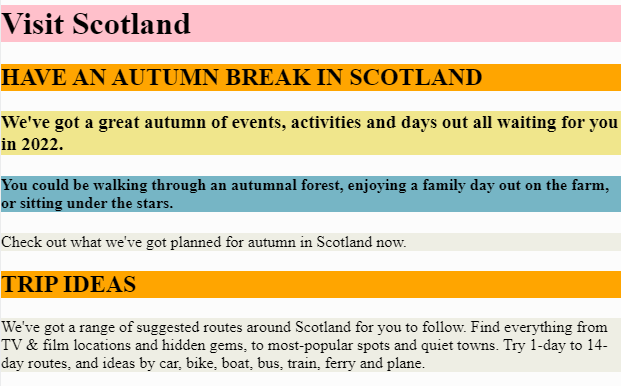 Visit Scotland
HAVE AN AUTUMN BREAK IN SCOTLAND
We've got a great autumn of events, activities and days out all waiting for you
in 2022.
You could be walking through an autumnal forest, enjoying a family day out on the farm,
or sitting under the stars.
Check out what we've got planned for autumn in Scotland now.
TRIP IDEAS
We've got a range of suggested routes around Scotland for you to follow. Find everything from
TV & film locations and hidden gems, to most-popular spots and quiet towns. Try 1-day to 14-
day routes, and ideas by car, bike, boat, bus, train, ferry and plane.